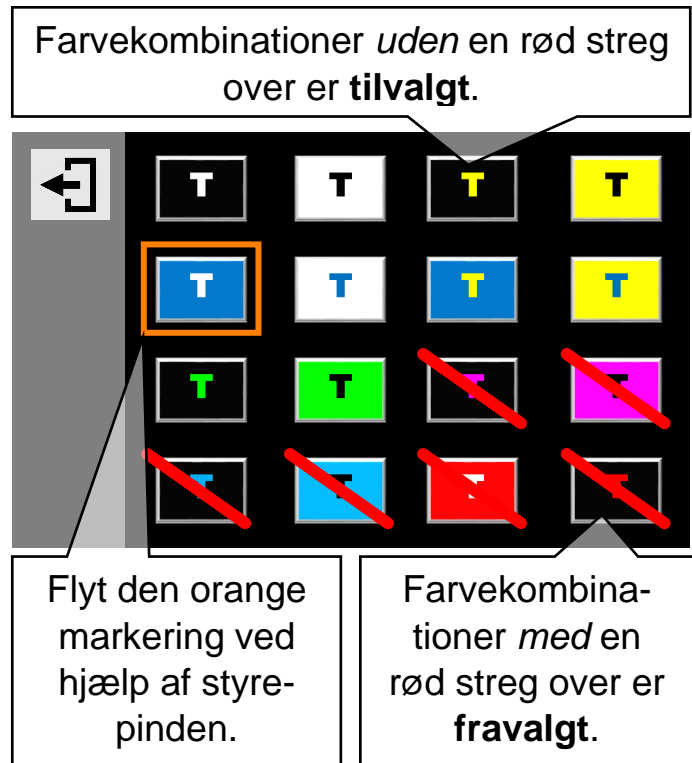 Farvekombinationer uden en rød streg
over er tilvalgt.
T T T T
T T T T
T T T T
T T T T
Flyt den orange
markering ved
hjælp af styre-
pinden.
Farvekombina-
tioner med en
rød streg over er
fravalgt.